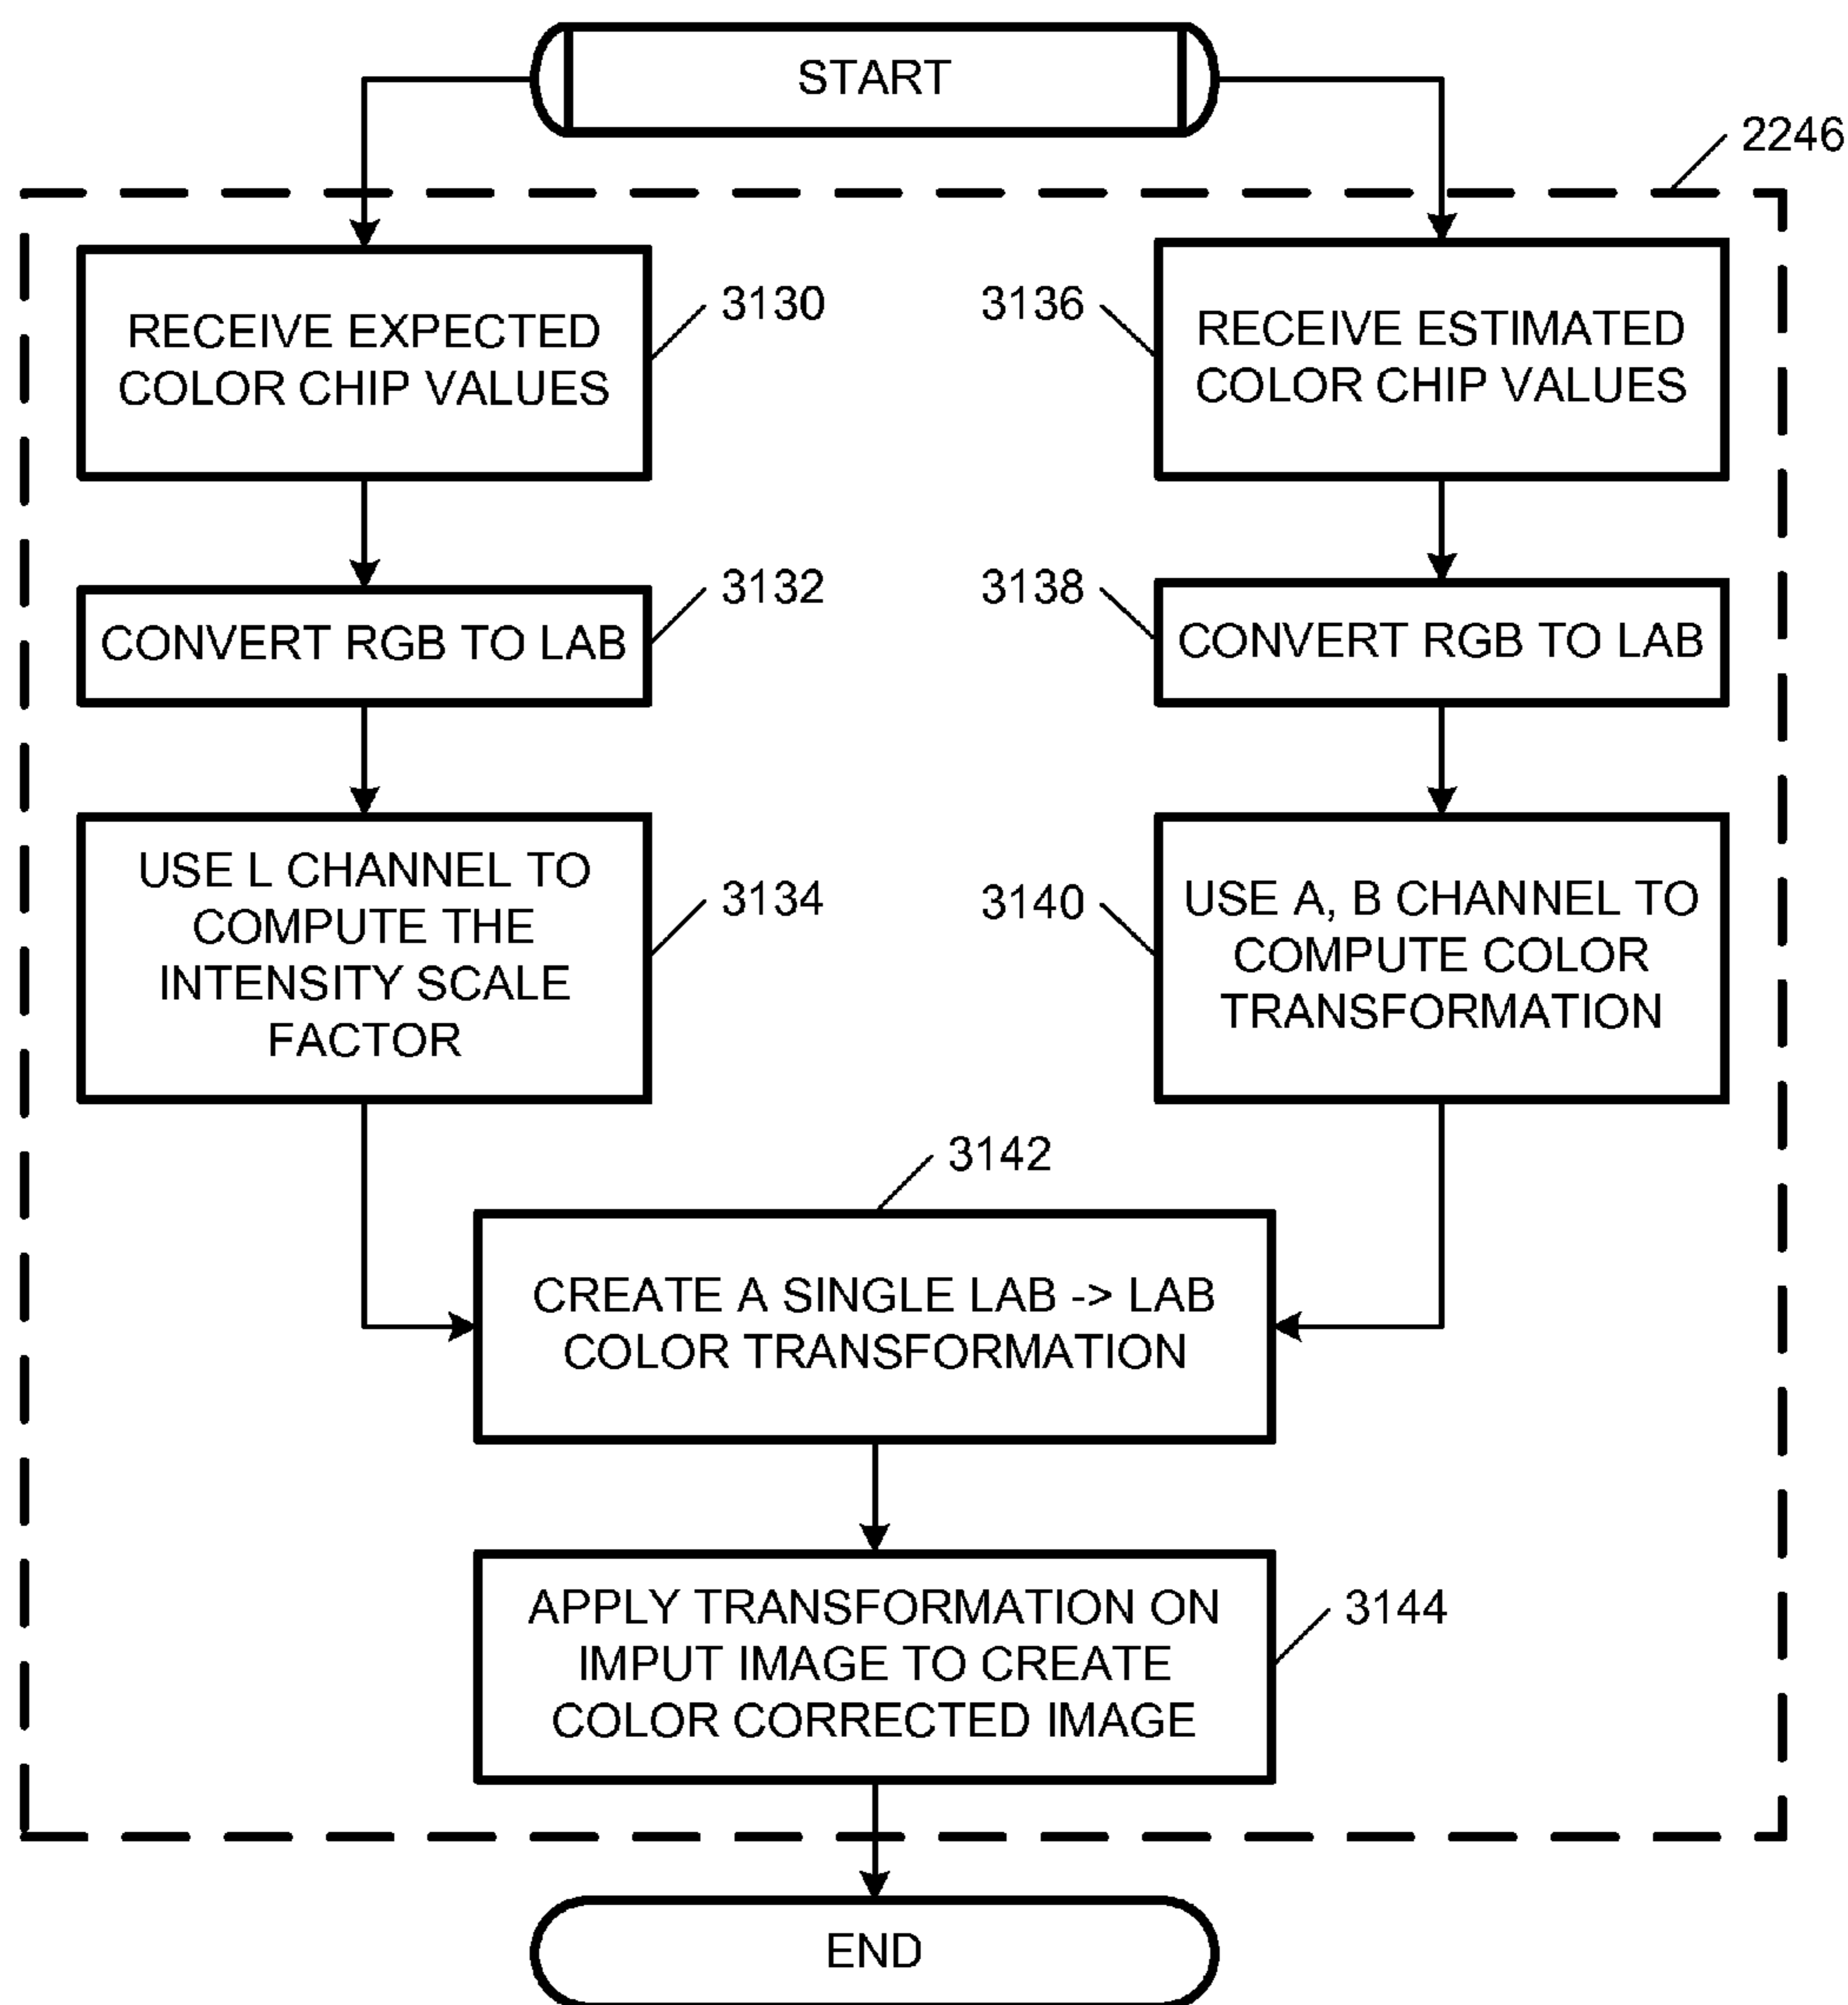 START
2246
RECEIVE EXPECTED
COLOR CHIP VALUES
3130
3136
RECEIVE ESTIMATED
COLOR CHIP VALUES
CONVERT RGB TO LAB
3132
3138
CONVERT RGB TO LAB
USE L CHANNEL TO
COMPUTE THE
INTENSITY SCALE
FACTOR
3134
3140
USE A, B CHANNEL TO
COMPUTE COLOR
TRANSFORMATION
3142
CREATE A SINGLE LAB -> LAB
COLOR TRANSFORMATION
APPLY TRANSFORMATION ON
IMPUT IMAGE TO CREATE
COLOR CORRECTED IMAGE
3144
END